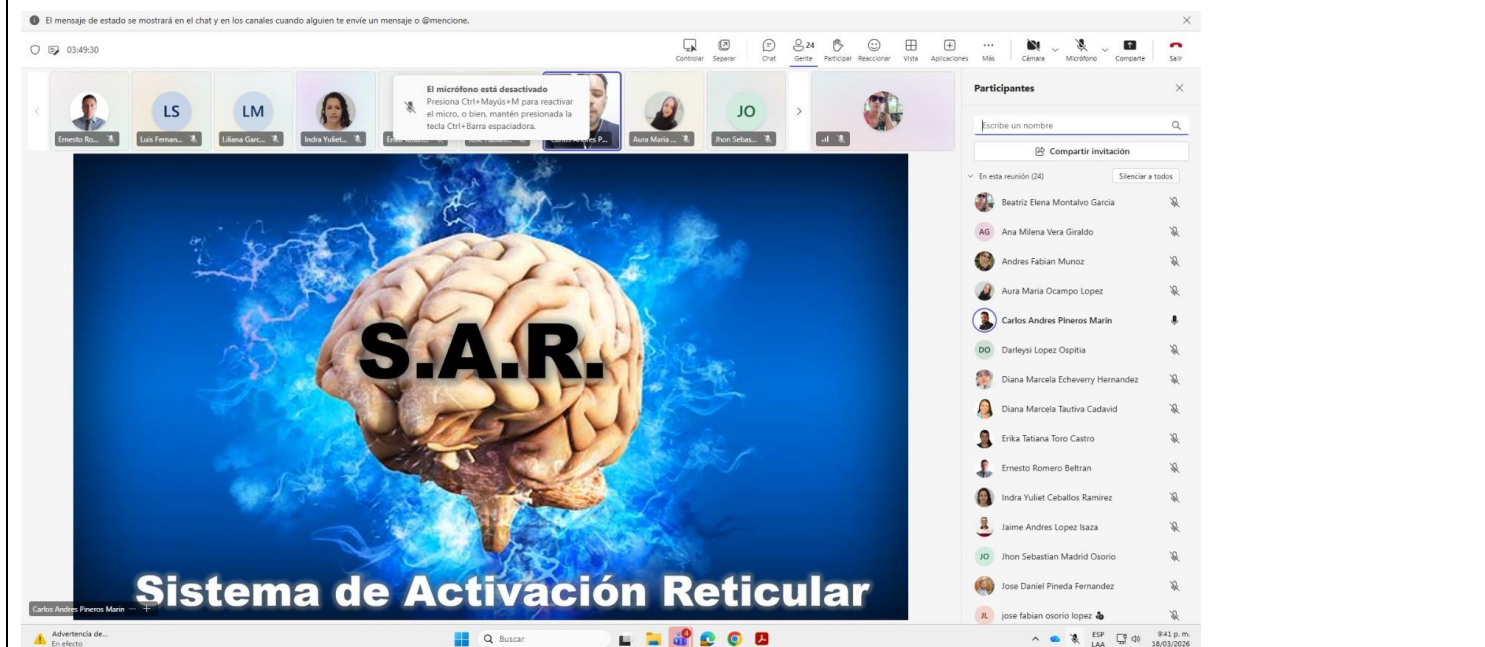 El mensaje de estado se mostrará en el chat y en los canales cuando alguien te envíe un mensaje o @mencione.
03:49:30
Controlar
Separar
Chat
24
Gente
Participar
Reaccionar
Vista
Aplicaciones
Más
Cámara
Micrófono
Comparte
Salir
Ernesto Ro...
LS
Luis Fernan...
LM
Liliana Garc...
Indra Yuliet...
El micrófono está desactivado
Presiona Ctrl+Mayús+M para reactivar
el micro, o bien, mantén presionada la
tecla Ctrl+Barra espaciadora.
Carlos Andres P...
Aura Maria ...
JO
Jhon Sebas...
S.A.R.
Sistema de Activación Reticular
Carlos Andres Pineros Marin
Participantes
Escribe un nombre
Compartir invitación
En esta reunión (24)
Silenciar a todos
Beatriz Elena Montalvo Garcia
AG Ana Milena Vera Giraldo
Andres Fabian Munoz
Aura Maria Ocampo Lopez
Carlos Andres Pineros Marin
DO Darleysi Lopez Ospitia
Diana Marcela Echeverry Hernandez
Diana Marcela Tautiva Cadavid
Erika Tatiana Toro Castro
Ernesto Romero Beltran
Indra Yuliet Ceballos Ramirez
Jaime Andres Lopez Isaza
JO Jhon Sebastian Madrid Osorio
Jose Daniel Pineda Fernandez
JL jose fabian osorio lopez
Advertencia de...
En efecto
Buscar
4
ESP
LAA
9:41 p. m.
18/03/2026